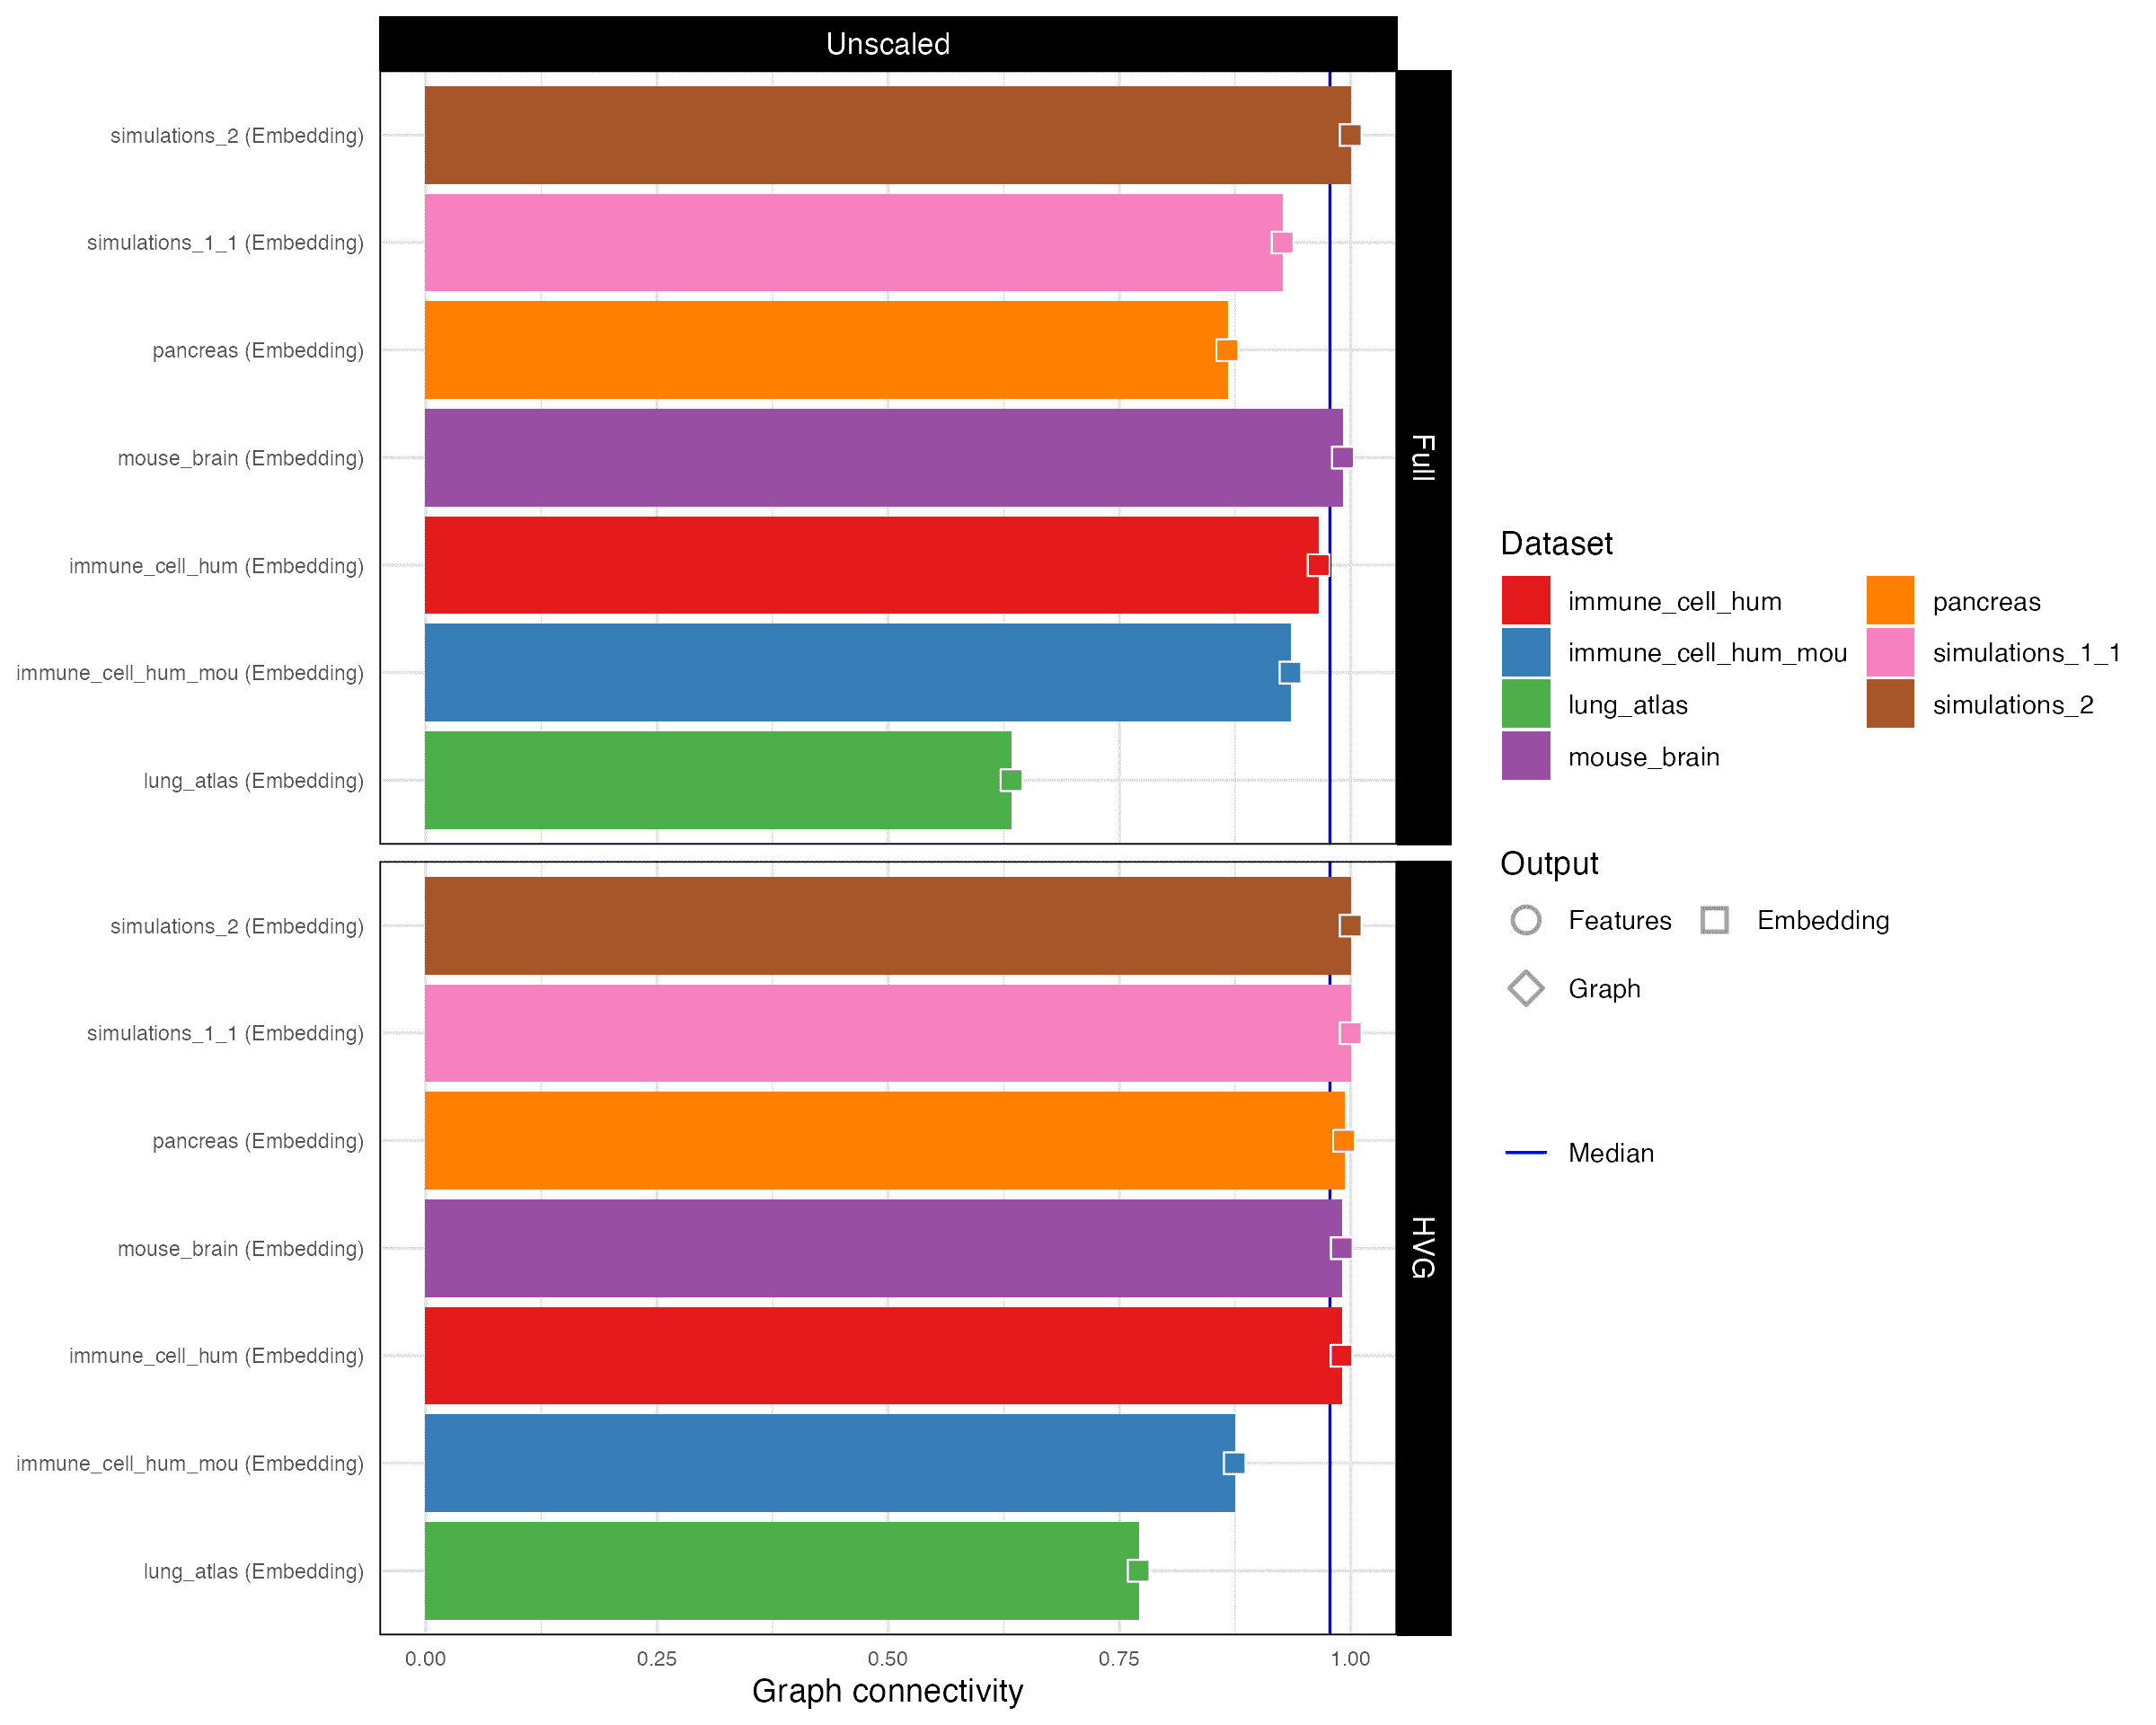 Unscaled
simulations_2 (Embedding)
simulations_1_1 (Embedding)
pancreas (Embedding)
mouse_brain (Embedding)
immune_cell_hum (Embedding)
immune_cell_hum_mou (Embedding)
lung_atlas (Embedding)
Full
simulations_2 (Embedding)
simulations_1_1 (Embedding)
pancreas (Embedding)
mouse_brain (Embedding)
immune_cell_hum (Embedding)
immune_cell_hum_mou (Embedding)
lung_atlas (Embedding)
HVG
0.00 0.25 0.50 0.75 1.00
Graph connectivity
Dataset
immune_cell_hum pancreas
immune_cell_hum_mou simulations_1_1
lung_atlas simulations_2
mouse_brain
Output
Features Embedding
Graph
Median